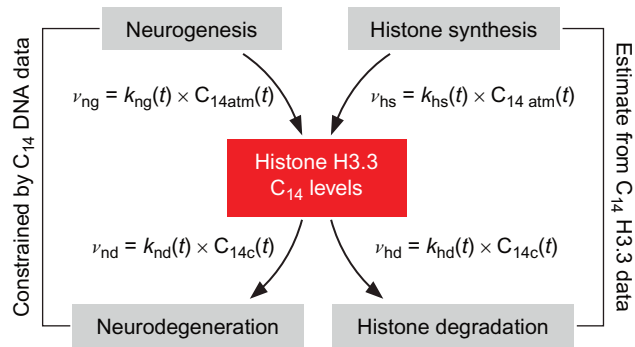 Neurogenesis
Histone synthesis
νng = kng(t) × C14atm(t)
νhs = khs(t) × C14 atm(t)
Histone H3.3
C14 levels
νnd = knd(t) × C14c(t)
νhd = khd(t) × C14c(t)
Neurodegeneration
Histone degradation
Constrained by C14 DNA data
Estimate from C14 H3.3 data